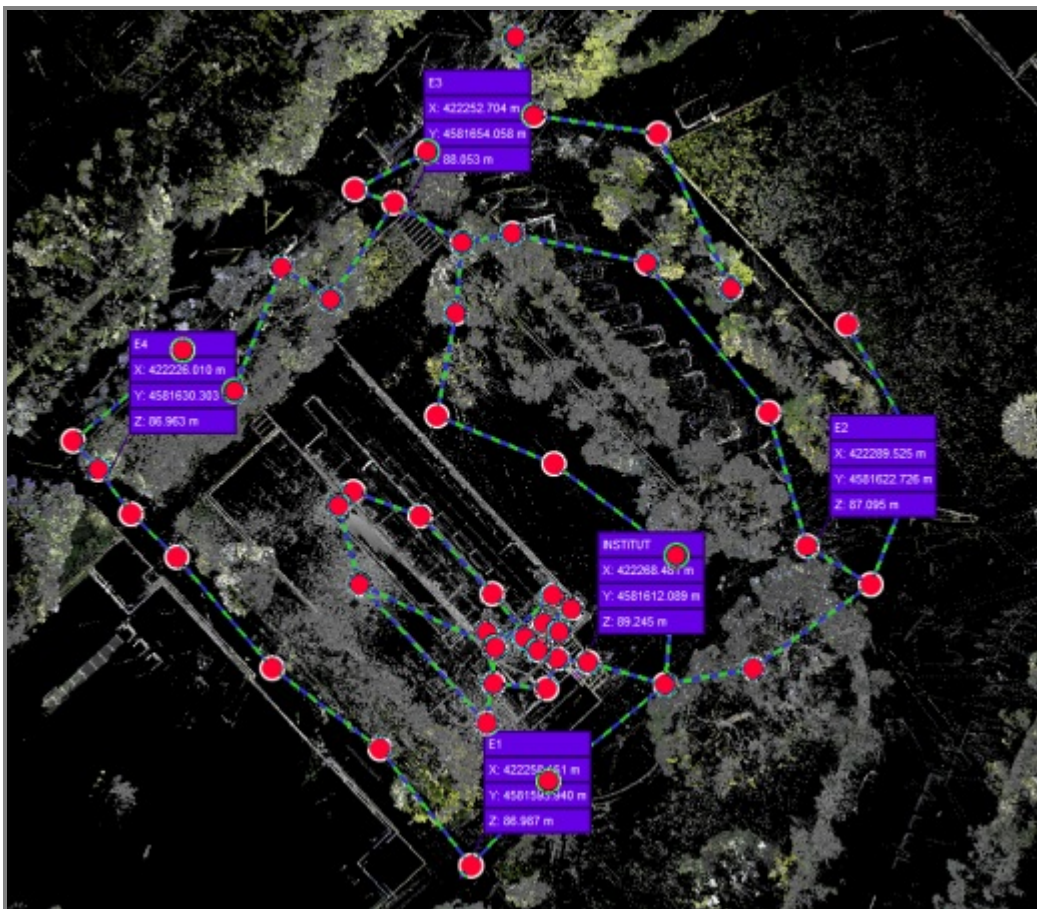 E3
X: 422252.704 m
Y: 4581654.058 m
88.053 m
E4
X: 422226.010 m
Y: 4581630.303
Z: 86.963 m
E2
X: 422289.525 m
Y: 4581622.726 m
Z: 87.095 m
INSTITUT
X: m
Y: 4581612.089 m
Z: 89.245 m
E1
X: m
Y: m
Z: 86.987 m